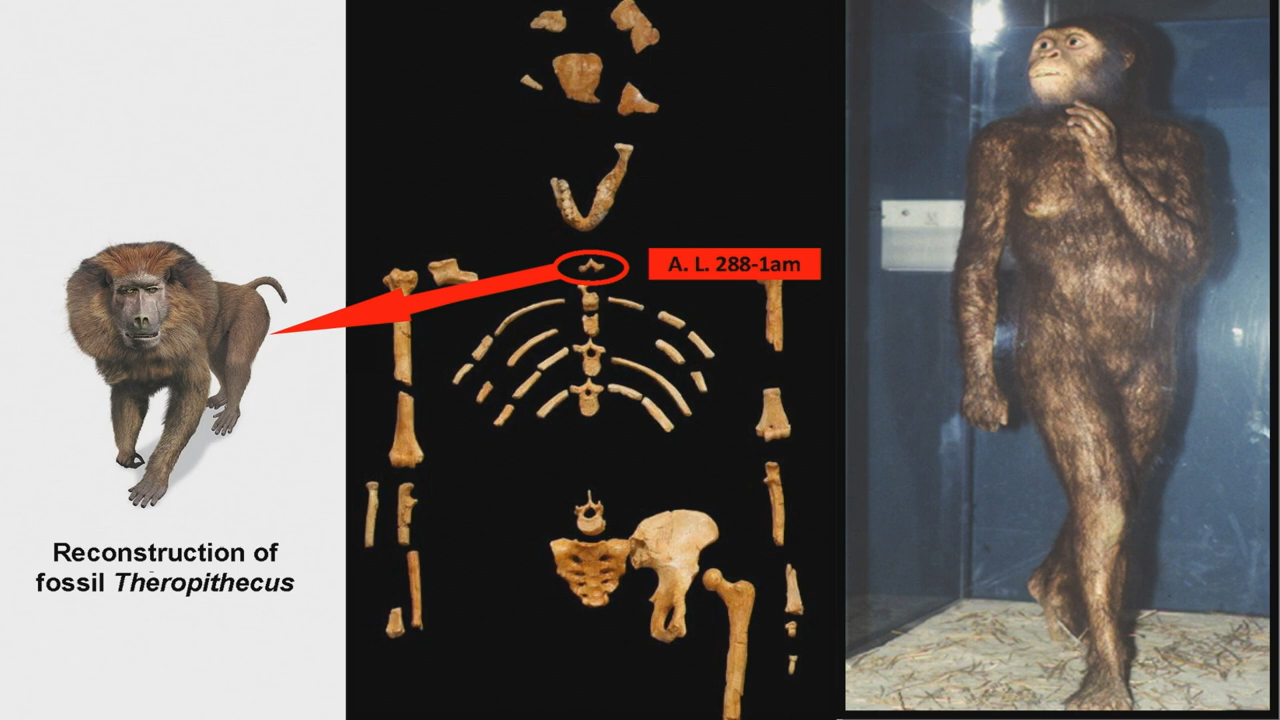 A. L. 288-1am
Reconstruction of
fossil Theropithecus